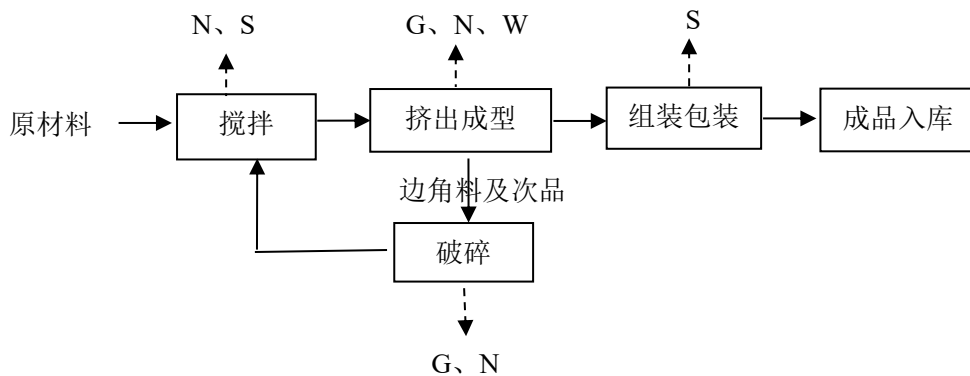 N、S
G、N、W
S
原材料
搅拌
挤出成型
组装包装
成品入库
边角料及次品
破碎
G、N